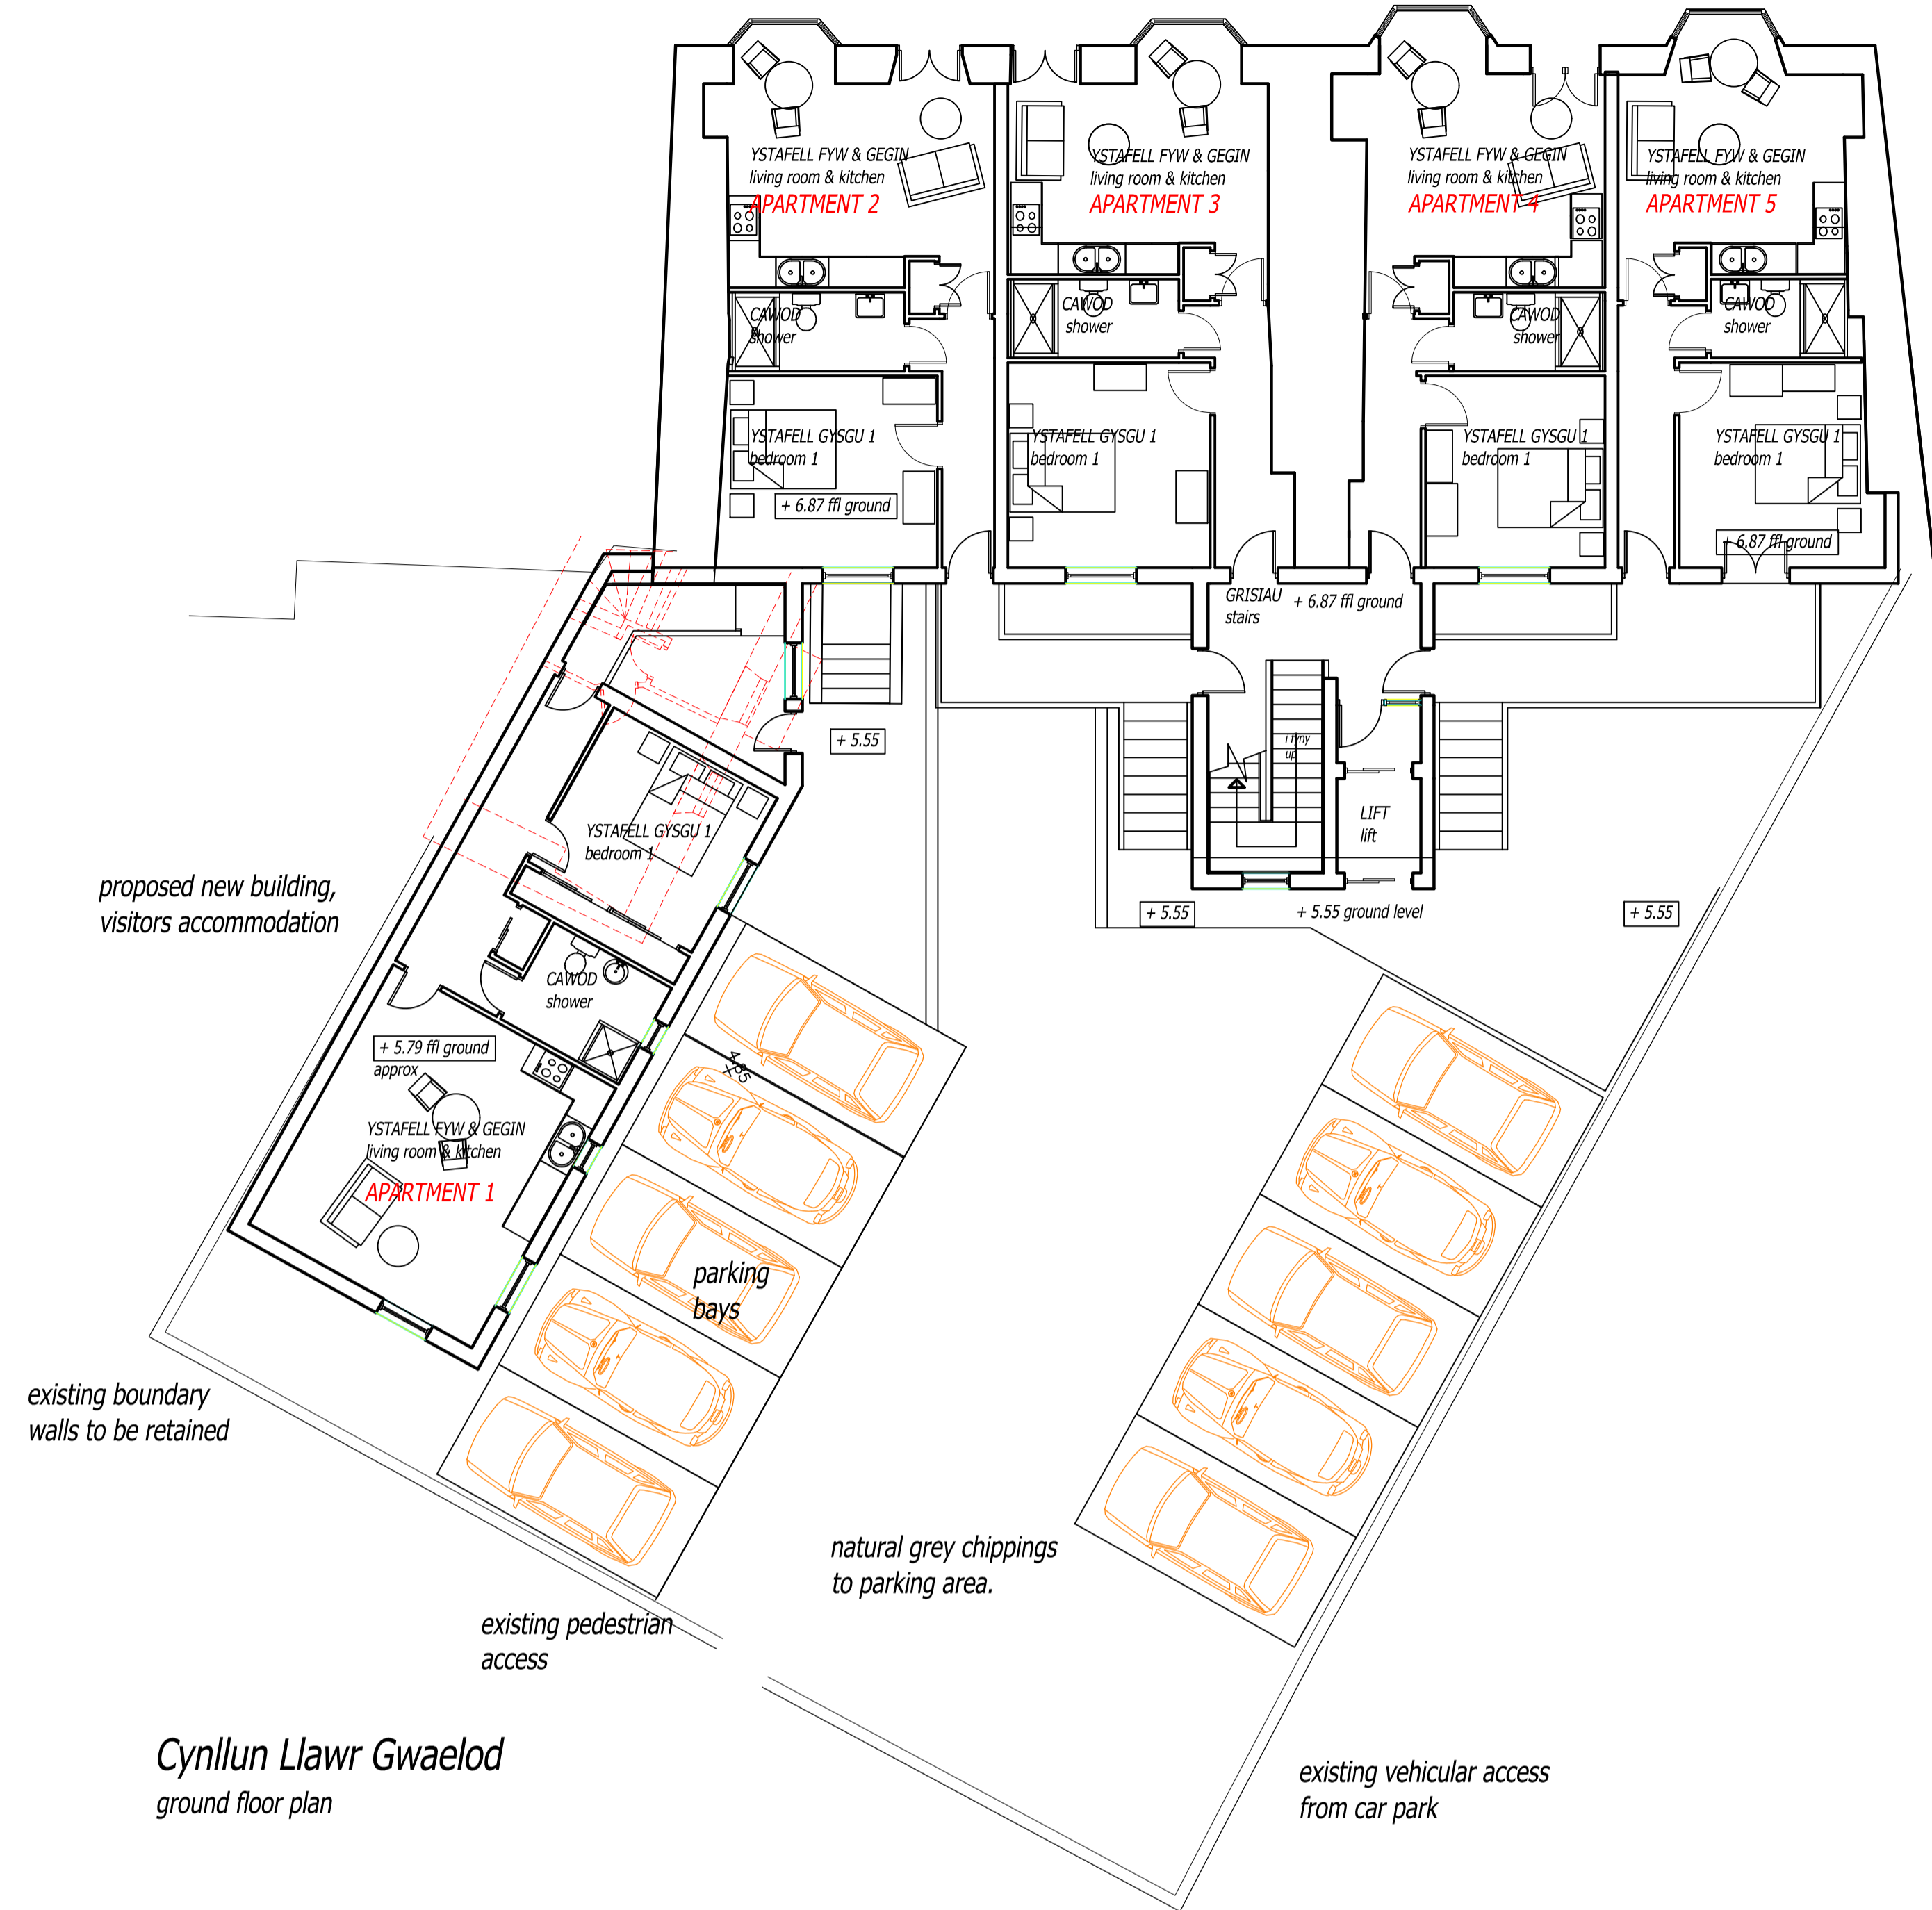 YSTAFELL FYW & GEGIN
living room & kitchen
APARTMENT 2
YSTAFELL FYW & GEGIN
living room & kitchen
APARTMENT 3
YSTAFELL FYW & GEGIN
living room & kitchen
APARTMENT 4
YSTAFELL FYW & GEGIN
living room & kitchen
APARTMENT 5
CAWOD
shower
CAWOD
shower
CAWOD
shower
CAWOD
shower
YSTAFELL GYSGU 1
bedroom 1
+ 6.87 ffl ground
YSTAFELL GYSGU 1
bedroom 1
YSTAFELL GYSGU 1
bedroom 1
YSTAFELL GYSGU 1
bedroom 1
+ 6.87 ffl ground
GRISIAU
stairs
+ 6.87 ffl ground
i fyny
up
LIFT
lift
+ 5.55
+ 5.55
+ 5.55 ground level
+ 5.55
YSTAFELL GYSGU 1
bedroom 1
proposed new building,
visitors accommodation
CAWOD
shower
+ 5.79 ffl ground
approx
4.85
YSTAFELL FYW & GEGIN
living room & kitchen
APARTMENT 1
parking
bays
existing boundary
walls to be retained
natural grey chippings
to parking area.
existing pedestrian
access
existing vehicular access
from car park
Cynllun Llawr Gwaelod
ground floor plan